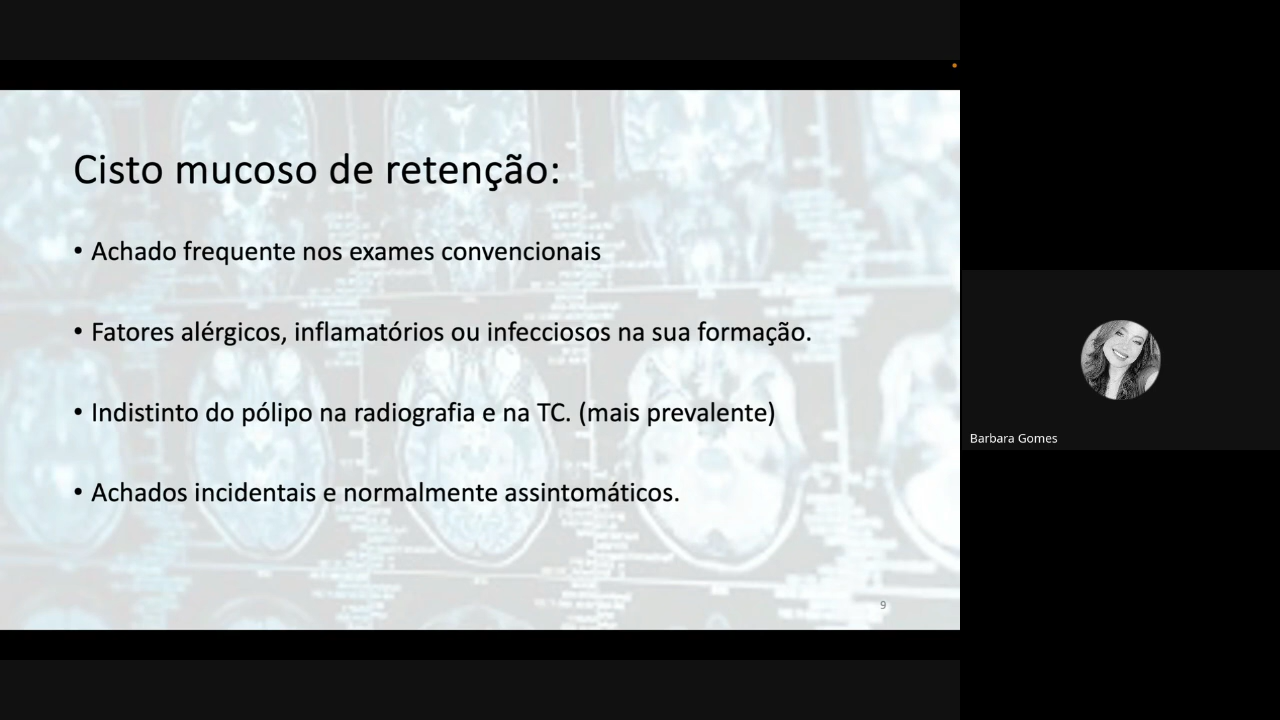 Cisto mucoso de retenção:
• Achado frequente nos exames convencionais
• Fatores alérgicos, inflamatórios ou infecciosos na sua formação.
• Indistinto do pólipo na radiografia e na TC. (mais prevalente)
• Achados incidentais e normalmente assintomáticos.
9
Barbara Gomes